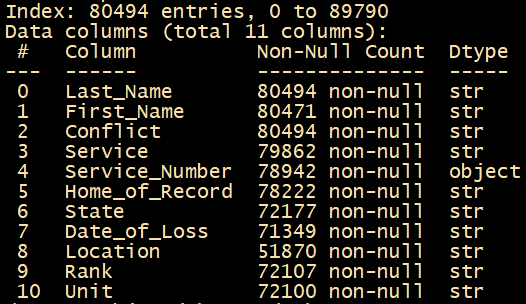 Index: 80494 entries, 0 to 89790
Data columns (total 11 columns):
 #   Column          Non-Null Count  Dtype
---  ------          --------------  -----
 0   Last_Name       80494 non-null  str
 1   First_Name      80471 non-null  str
 2   Conflict        80494 non-null  str
 3   Service         79862 non-null  str
 4   Service_Number  78942 non-null  object
 5   Home_of_Record  78222 non-null  str
 6   State           72177 non-null  str
 7   Date_of_Loss    71349 non-null  str
 8   Location        51870 non-null  str
 9   Rank            72107 non-null  str
 10  Unit            72100 non-null  str